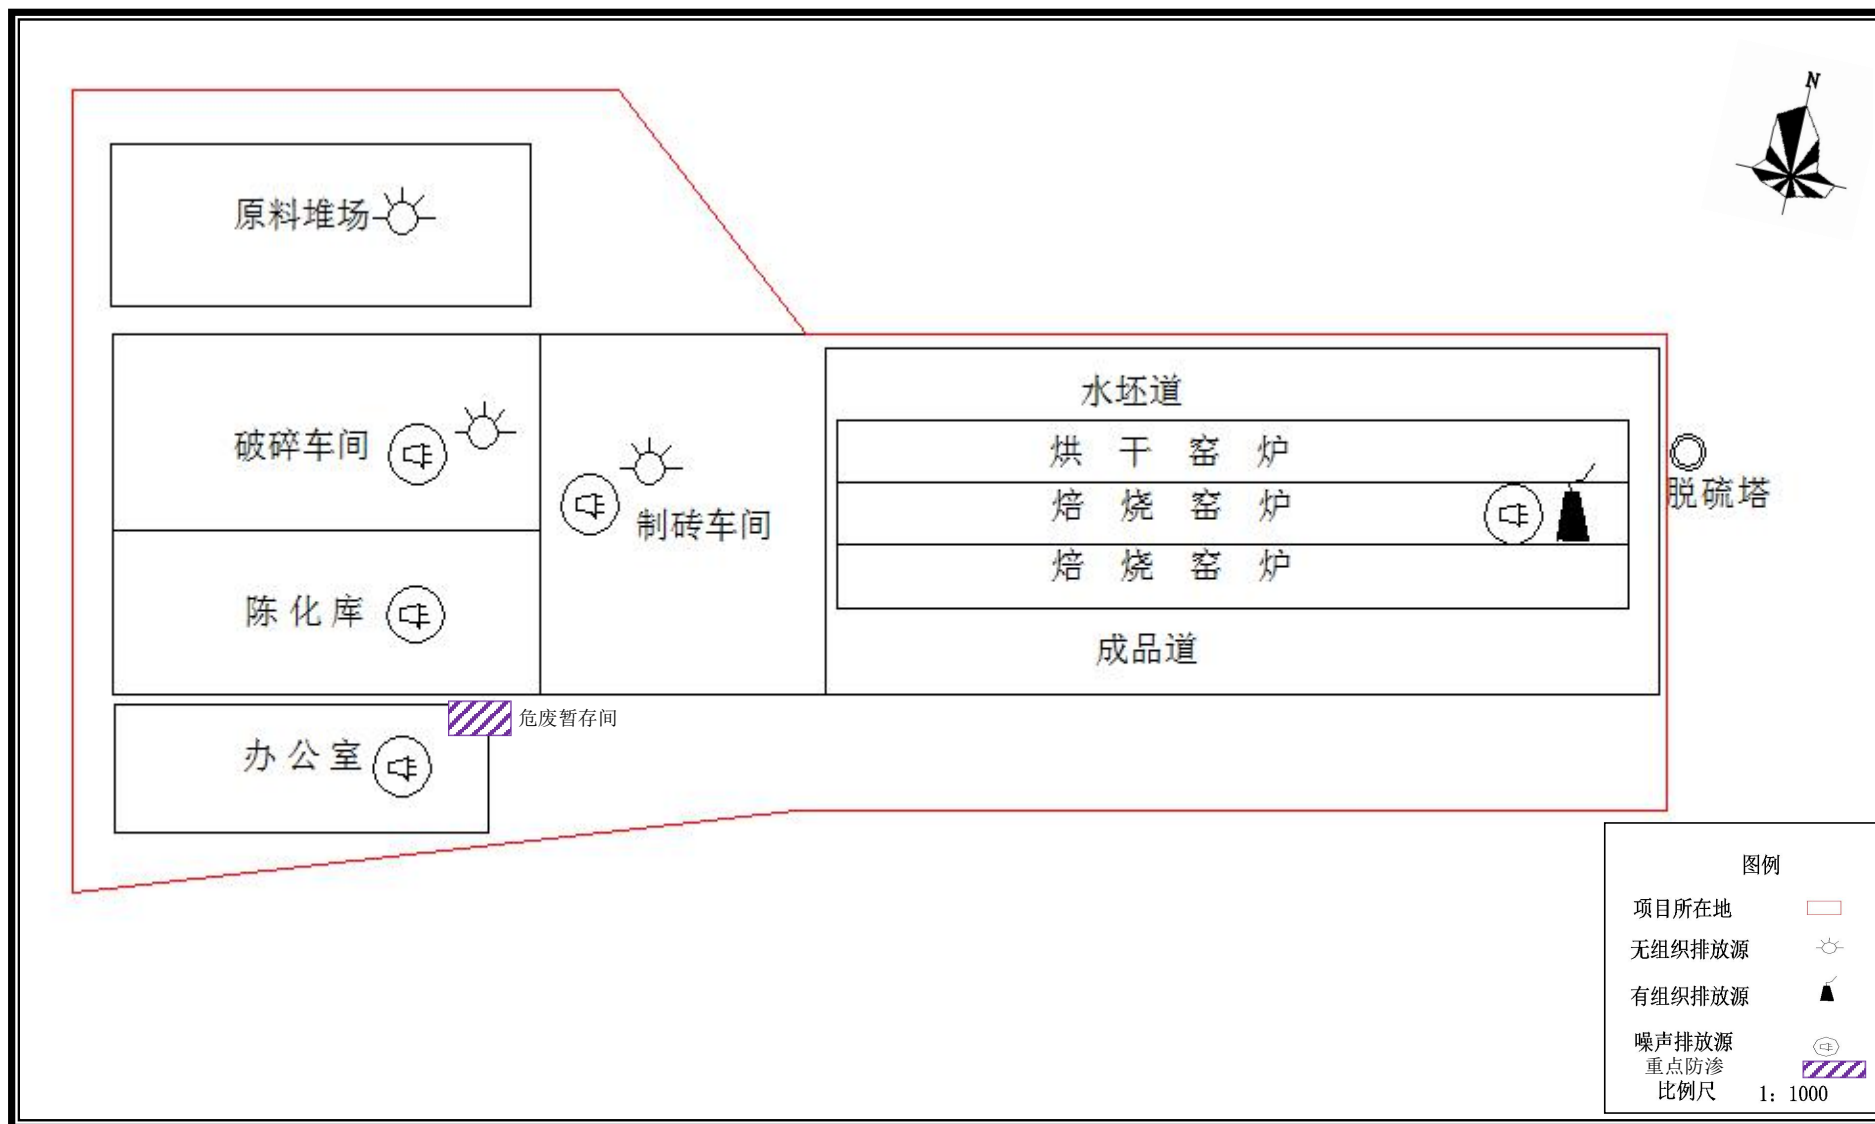 N
原料堆场
水坯道
破碎车间
烘干窑炉
焙烧窑炉
脱硫塔
制砖车间
焙烧窑炉
陈化库
成品道
危废暂存间
办公室
图例
项目所在地
无组织排放源
有组织排放源
噪声排放源
重点防渗
比例尺 1：1000